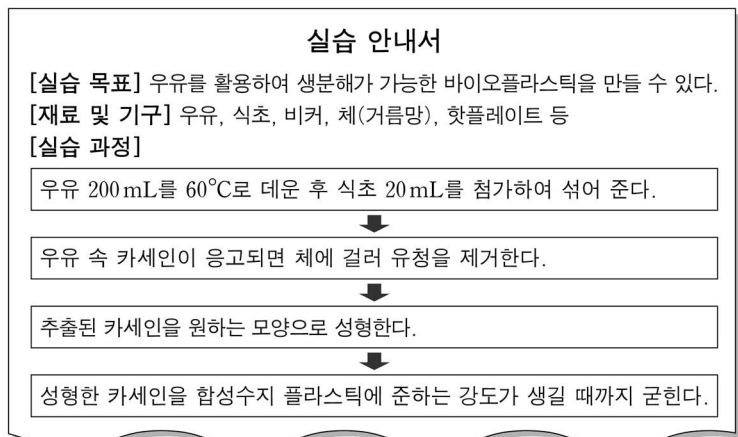 실습 안내서
[실습 목표] 우유를 활용하여 생분해가 가능한 바이오플라스틱을 만들 수 있다.
[재료 및 기구] 우유, 식초, 비커, 체(거름망), 핫플레이트 등
[실습 과정]
우유 200mL를 60℃로 데운 후 식초 20mL를 첨가하여 섞어 준다.
우유 속 카세인이 응고되면 체에 걸러 유청을 제거한다.
추출된 카세인을 원하는 모양으로 성형한다.
성형한 카세인을 합성수지 플라스틱에 준하는 강도가 생길 때까지 굳힌다.